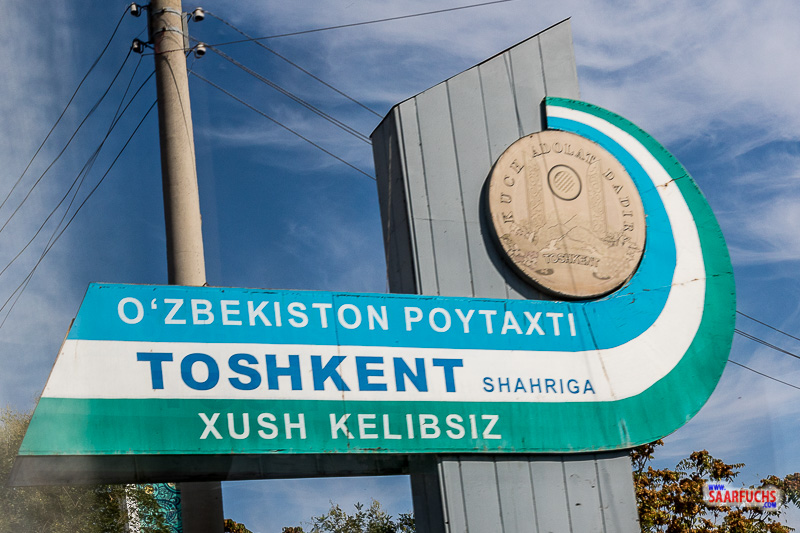 KUCH ADOLATDADIR
TOSHKENT
O‘ZBEKISTON POYTAXTI
TOSHKENT SHAHRIGA
XUSH KELIBSIZ
WWW.
SAARFUCHS
.COM